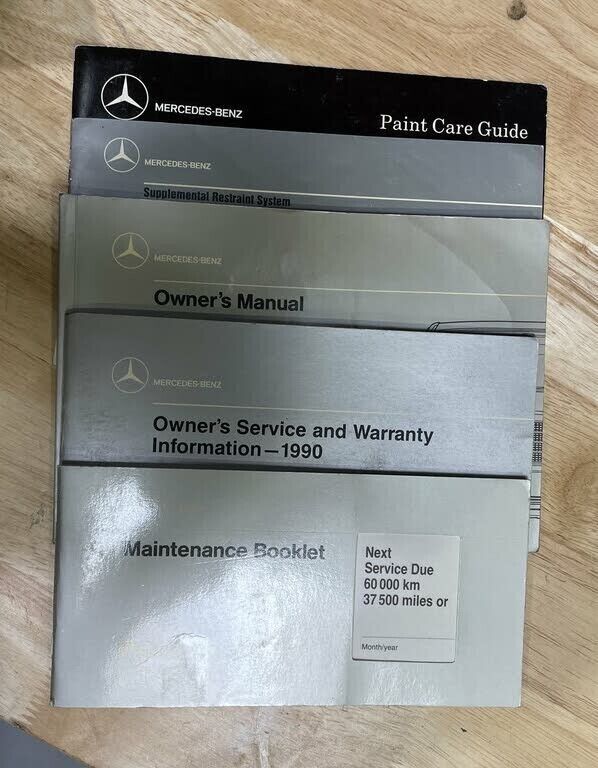 MERCEDES-BENZ
Paint Care Guide
MERCEDES-BENZ
Supplemental Restraint System
MERCEDES-BENZ
Owner's Manual
MERCEDES-BENZ
Owner's Service and Warranty
Information—1990
Maintenance Booklet
Next
Service Due
60 000 km
37 500 miles or
Month/year